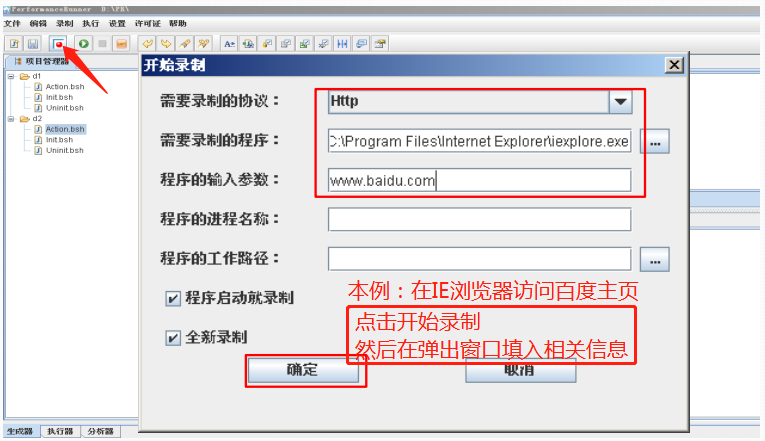 PerformanceRunner D:\PR\
文件 编辑 录制 执行 设置 许可证 帮助
项目管理器
d1
Action.bsh
Init.bsh
Uninit.bsh
d2
Action.bsh
Init.bsh
Uninit.bsh
开始录制
需要录制的协议： Http
需要录制的程序： C:\Program Files\Internet Explorer\iexplore.exe ...
程序的输入参数： www.baidu.com
程序的进程名称：
程序的工作路径： ...
程序启动就录制
全新录制
本例：在IE浏览器访问百度主页
点击开始录制
然后在弹出窗口填入相关信息
确定 取消
生成器 执行器 分析器